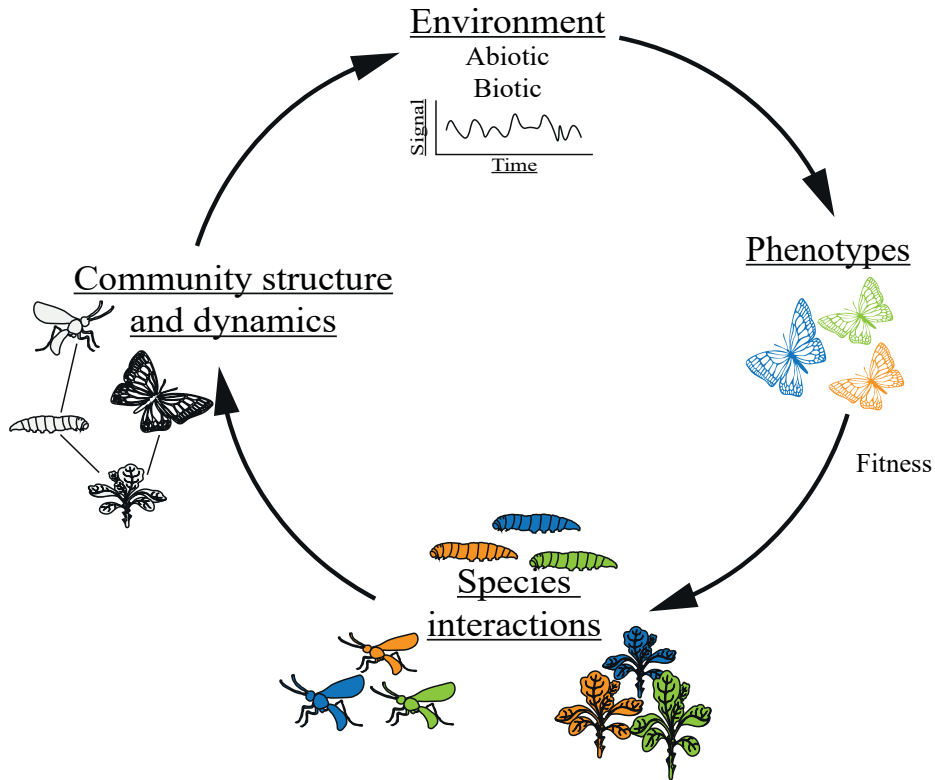 Environment
Abiotic
Biotic
Signal
Time
Phenotypes
Fitness
Species
interactions
Community structure
and dynamics